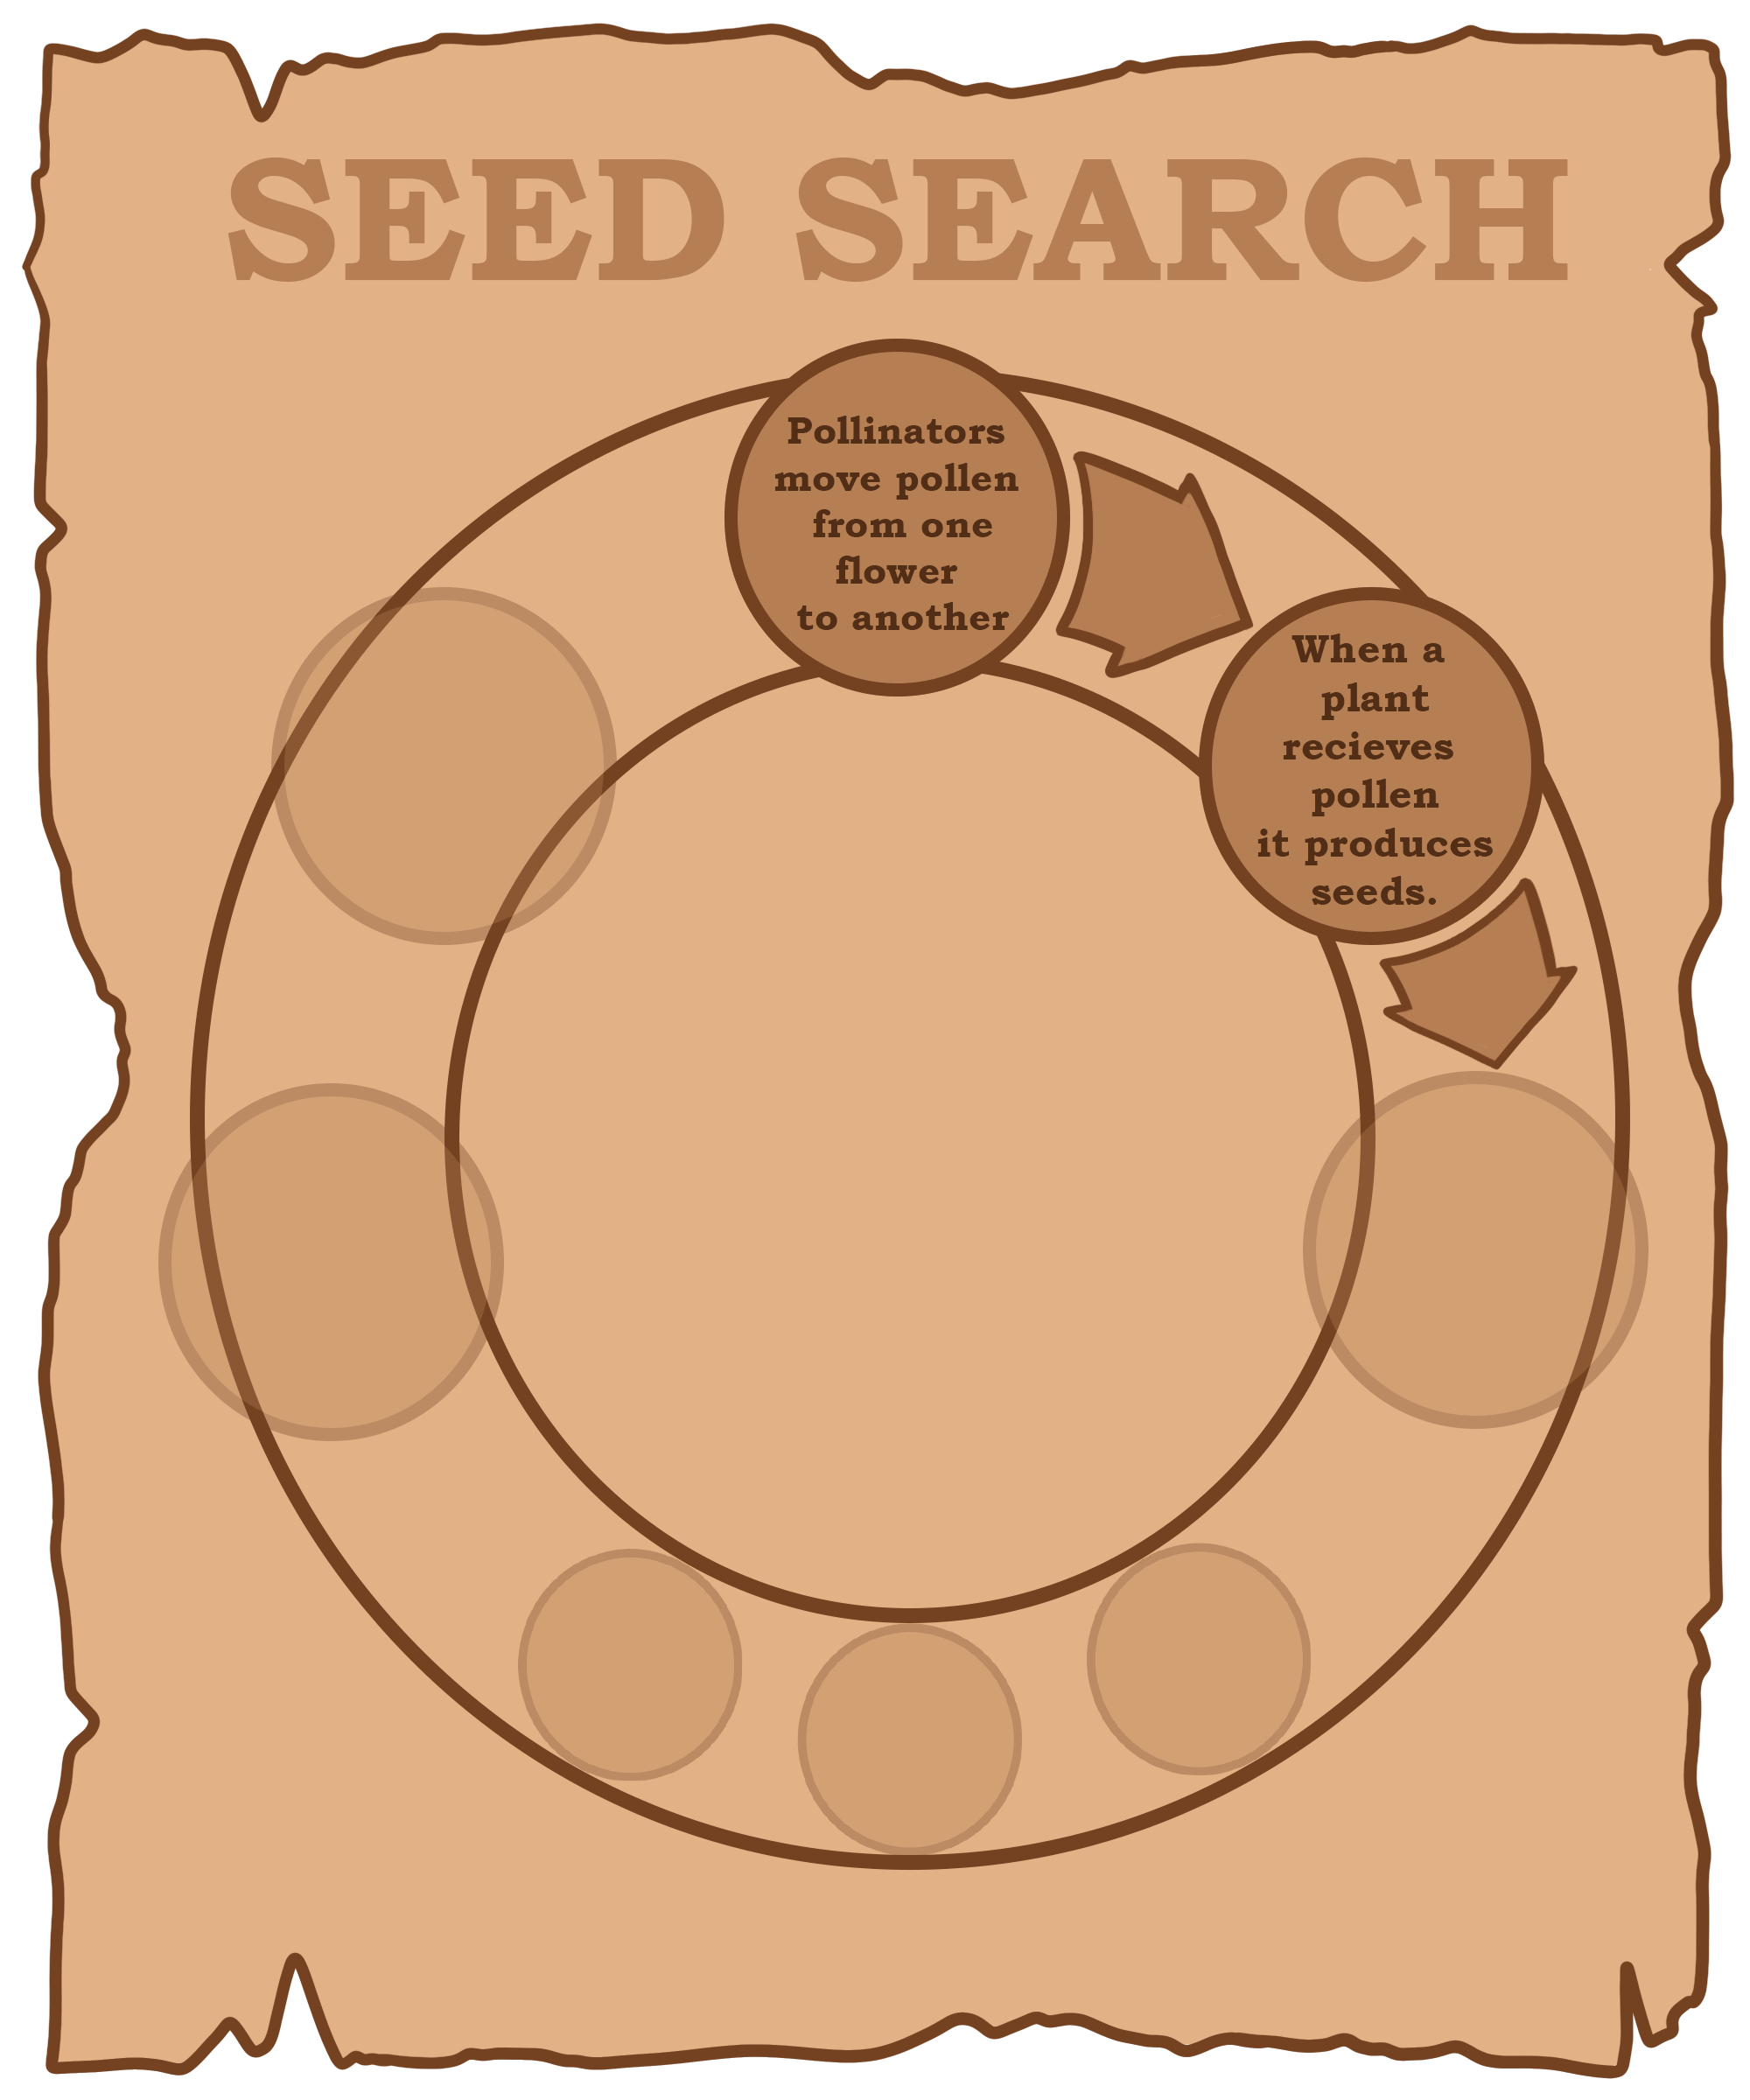 SEED SEARCH
Pollinators
move pollen
from one
flower
to another
When a
plant
recieves
pollen
it produces
seeds.